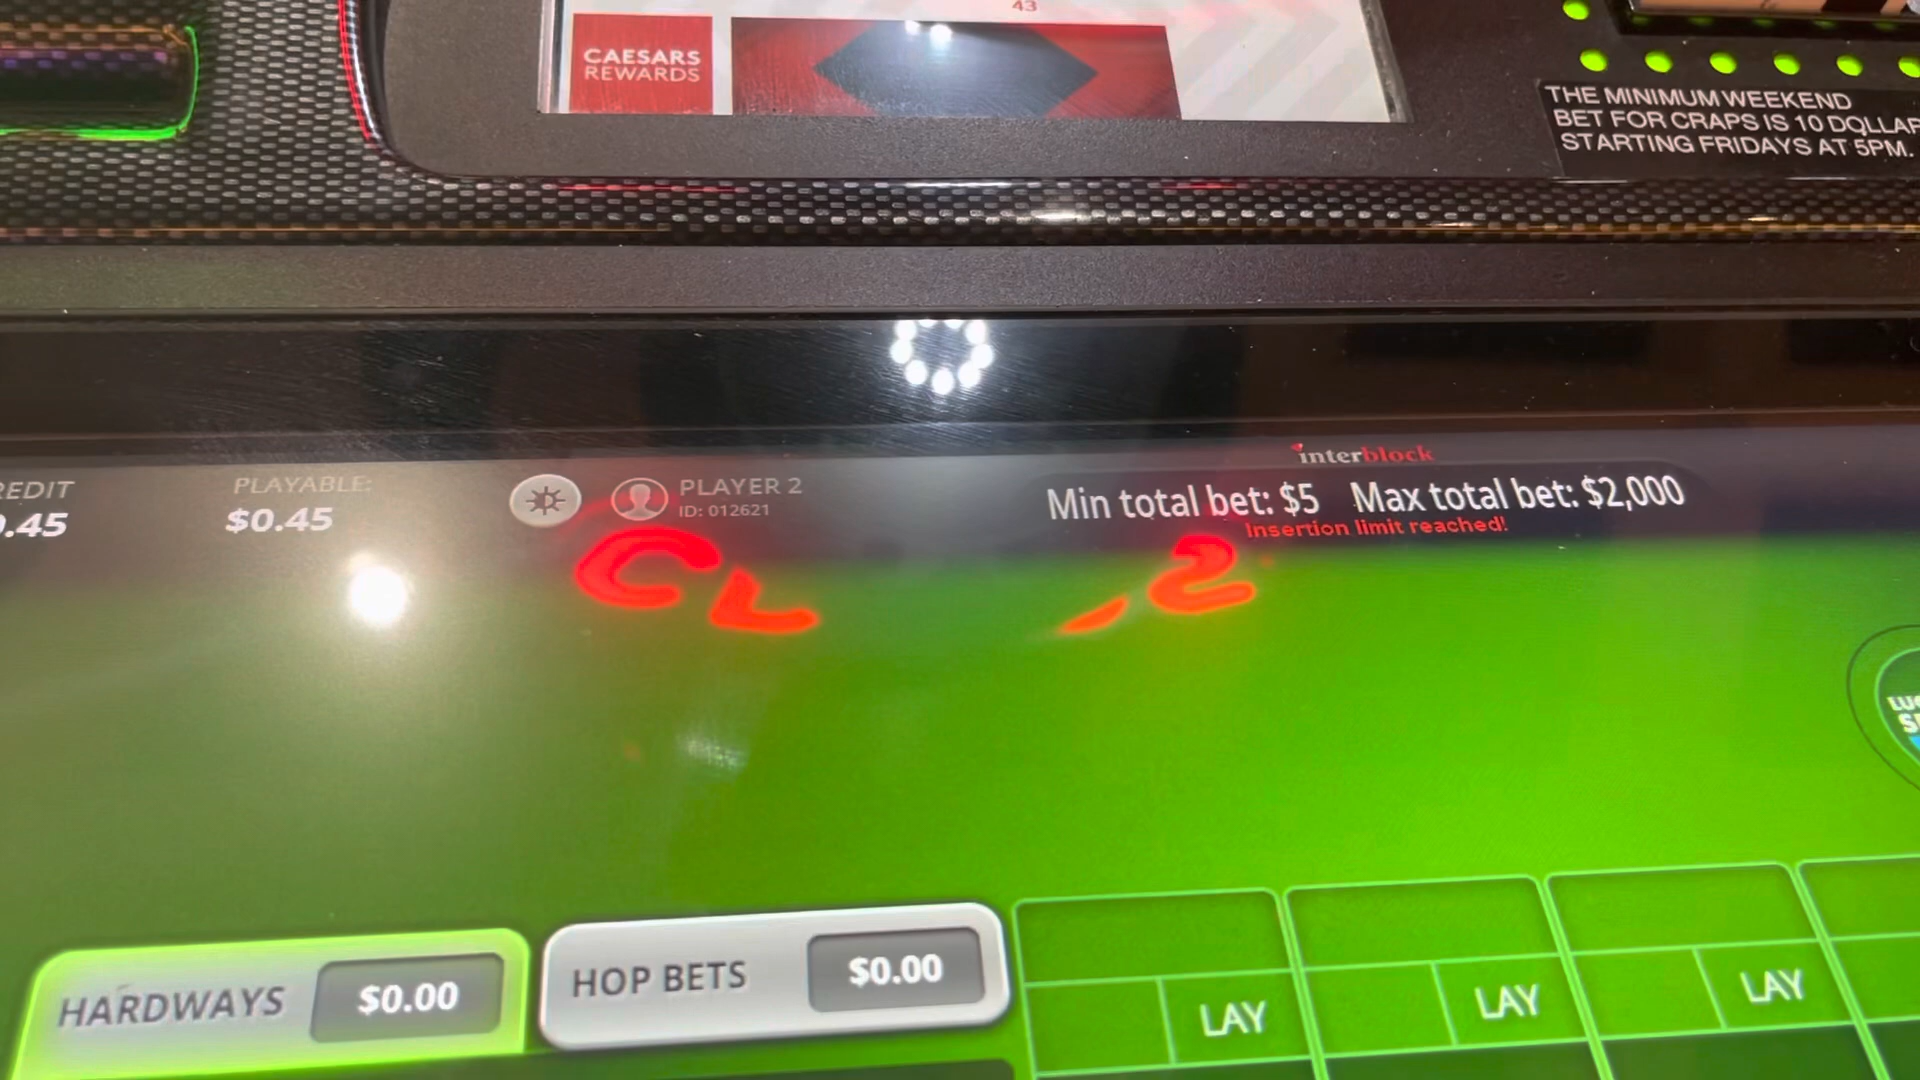 43
CAESARS
REWARDS
THE MINIMUM WEEKEND
BET FOR CRAPS IS 10 DOLLAR
STARTING FRIDAYS AT 5PM.
interblock
REDIT
.45
PLAYABLE:
$0.45
PLAYER 2
ID: 012621
Min total bet: $5 Max total bet: $2,000
Insertion limit reached!
HARDWAYS $0.00
HOP BETS $0.00
LAY
LAY
LAY